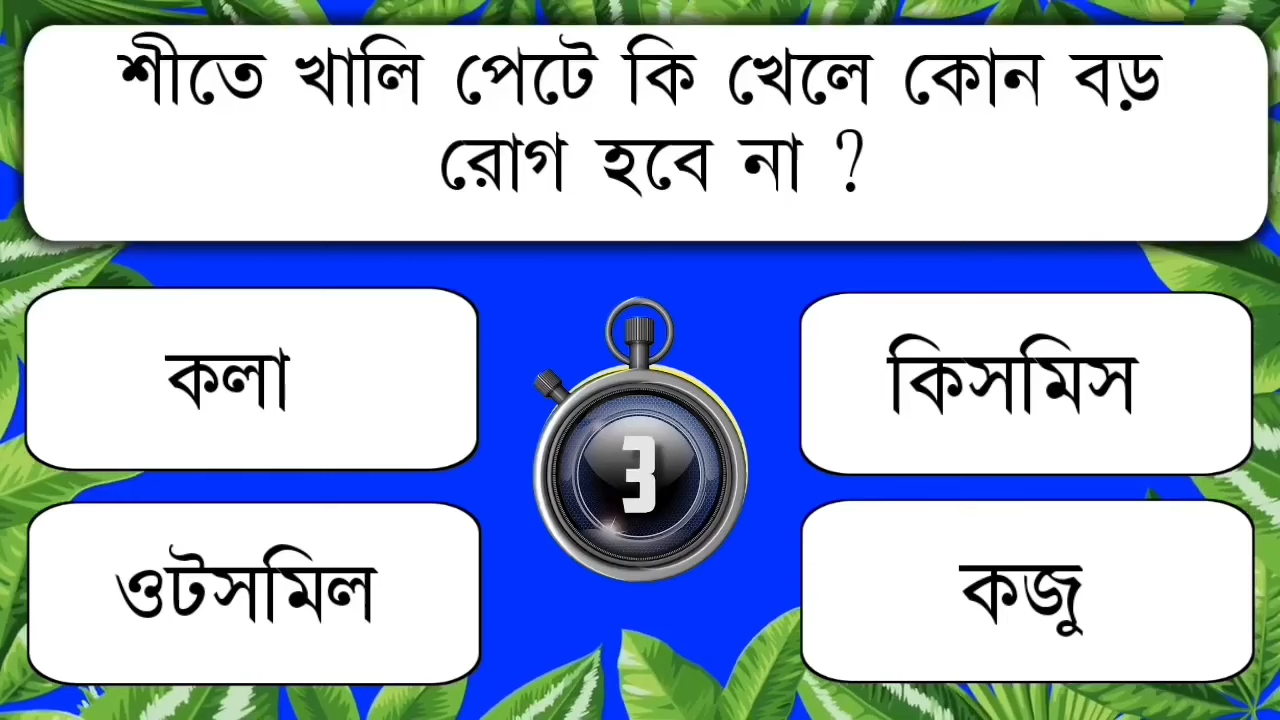 শীতে খালি পেটে কি খেলে কোন বড়
রোগ হবে না ?
কলা
কিসমিস
3
ওটসমিল
কজু